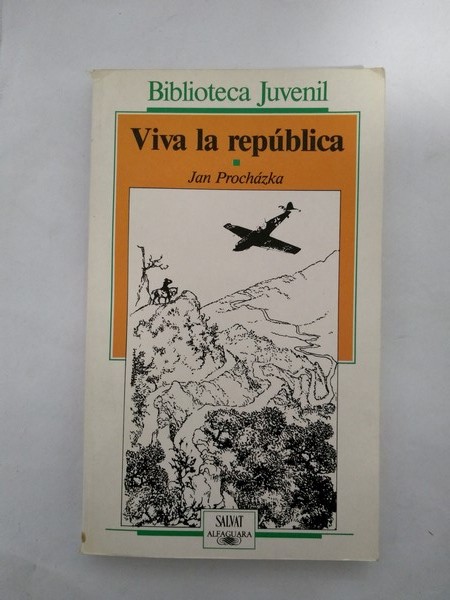 Biblioteca Juvenil
Viva la república
Jan Procházka
SALVAT
ALFAGUARA